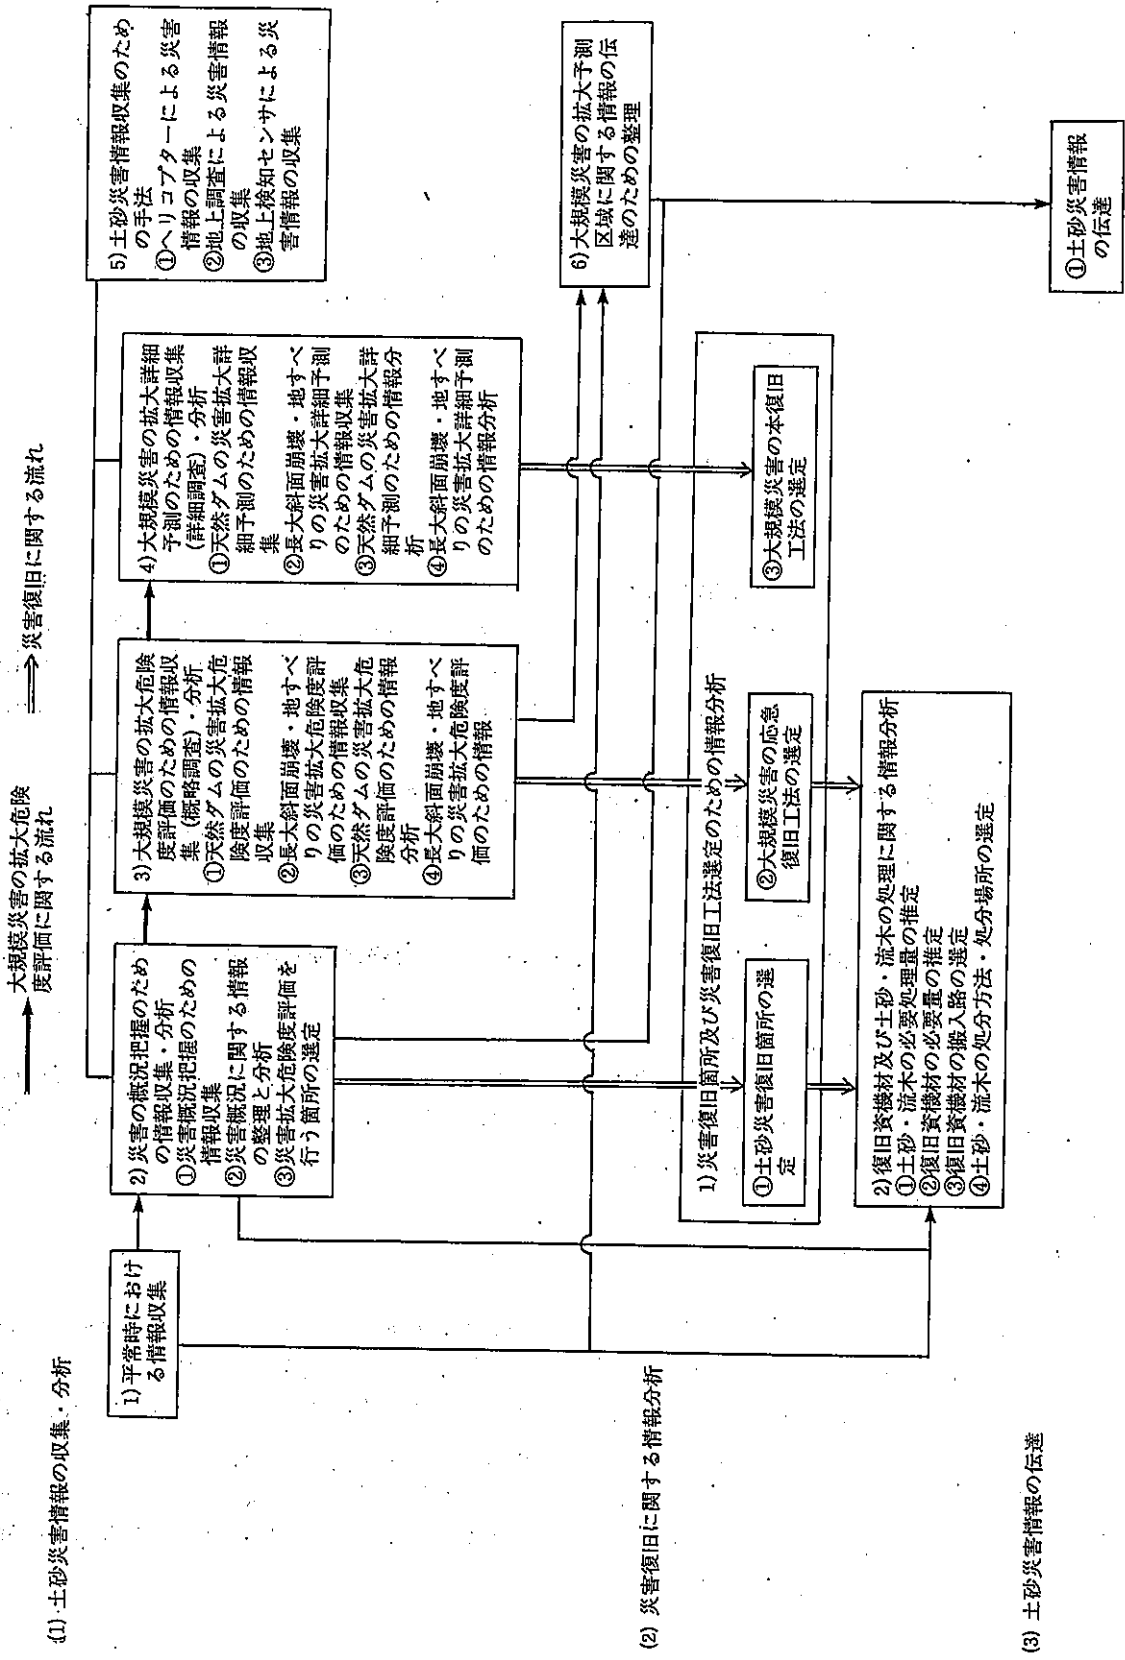 大規模災害の拡大危険
度評価に関する流れ
災害復旧に関する流れ
(1) 土砂災害情報の収集・分析
1)平常時におけ
る情報収集
2)災害の概況把握のため
の情報収集・分析
①災害概況把握のための
情報収集
②災害概況に関する情報
の整理と分析
③災害拡大危険度評価を
行う箇所の選定
3)大規模災害の拡大危険
度評価のための情報収
集（概略調査）・分析
①天然ダムの災害拡大危
険度評価のための情報
収集
②長大斜面崩壊・地すべ
りの災害拡大危険度評
価のための情報収集
③天然ダムの災害拡大危
険度評価のための情報
分析
④長大斜面崩壊・地すべ
りの災害拡大危険度評
価のための情報
4)大規模災害の拡大詳細
予測のための情報収集
（詳細調査）・分析
①天然ダムの災害拡大詳
細予測のための情報収
集
②長大斜面崩壊・地すべ
りの災害拡大詳細予測
のための情報収集
③天然ダムの災害拡大詳
細予測のための情報分
析
④長大斜面崩壊・地すべ
りの災害拡大詳細予測
のための情報分析
5)土砂災害情報収集のため
の手法
①ヘリコプターによる災害
情報の収集
②地上調査による災害情報
の収集
③地上検知センサによる災
害情報の収集
6)大規模災害の拡大予測
区域に関する情報の伝
達のための整理
(2) 災害復旧に関する情報分析
1)災害復旧箇所及び災害復旧工法選定のための情報分析
①土砂災害復旧箇所の選
定
②大規模災害の応急
復旧工法の選定
③大規模災害の本復旧
工法の選定
2)復旧資機材及び土砂・流木の処理に関する情報分析
①土砂・流木の必要処理量の推定
②復旧資機材の必要量の推定
③復旧資機材の搬入路の選定
④土砂・流木の処分方法・処分場所の選定
(3) 土砂災害情報の伝達
①土砂災害情報
の伝達